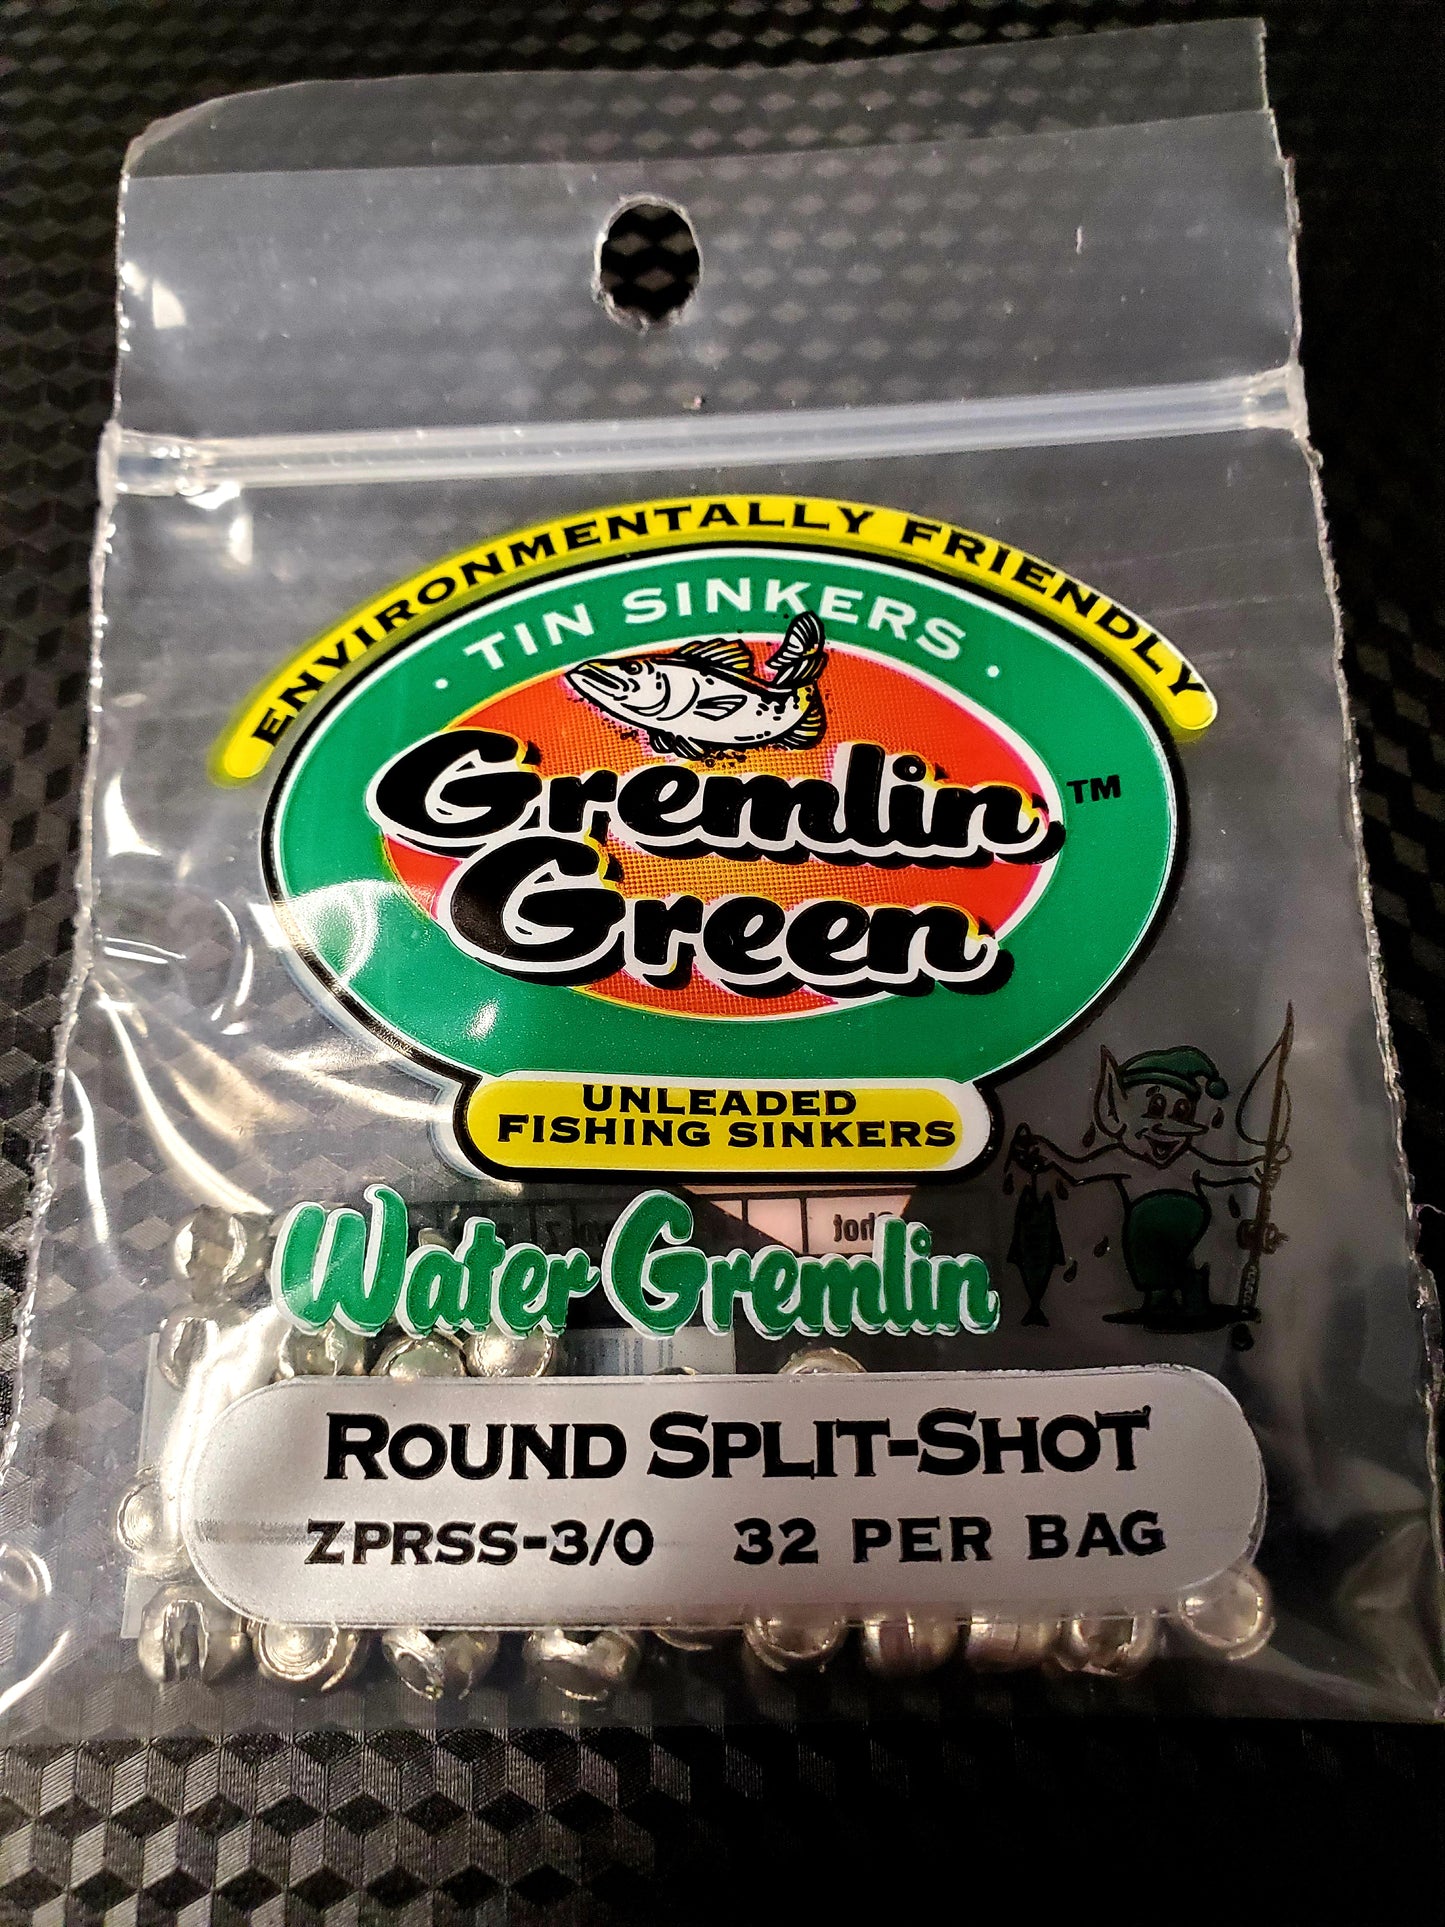 ENVIRONMENTALLY FRIENDLY
· TIN SINKERS ·
Gremlin™
Green
UNLEADED
FISHING SINKERS
Water Gremlin
ROUND SPLIT-SHOT
ZPRSS-3/0 32 PER BAG